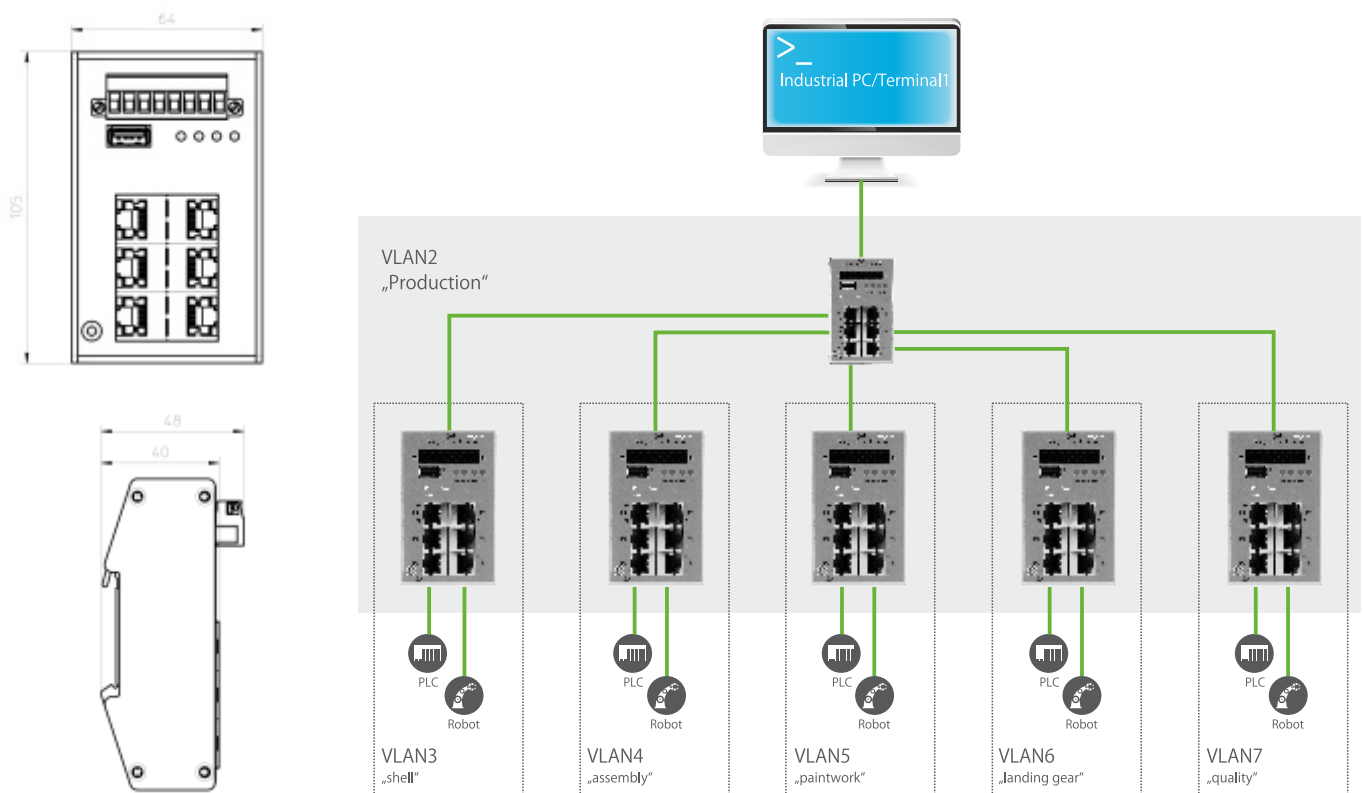 64
105
48
40
>_
Industrial PC/Terminal1
VLAN2
„Production“
PLC
Robot
VLAN3
„shell“
PLC
Robot
VLAN4
„assembly“
PLC
Robot
VLAN5
„paintwork“
PLC
Robot
VLAN6
„landing gear“
PLC
Robot
VLAN7
„quality“